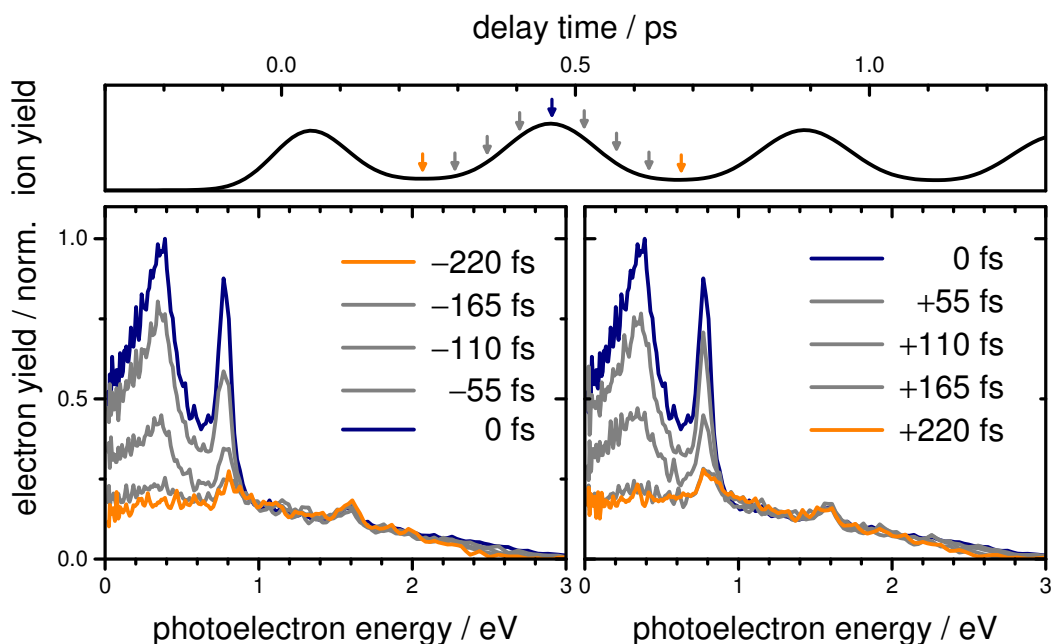 delay time / ps
0.0 0.5 1.0
ion yield
electron yield / norm.
1.0
0.5
0.0
−220 fs
−165 fs
−110 fs
−55 fs
0 fs
0 fs
+55 fs
+110 fs
+165 fs
+220 fs
0 1 2 3
0 1 2 3
photoelectron energy / eV
photoelectron energy / eV